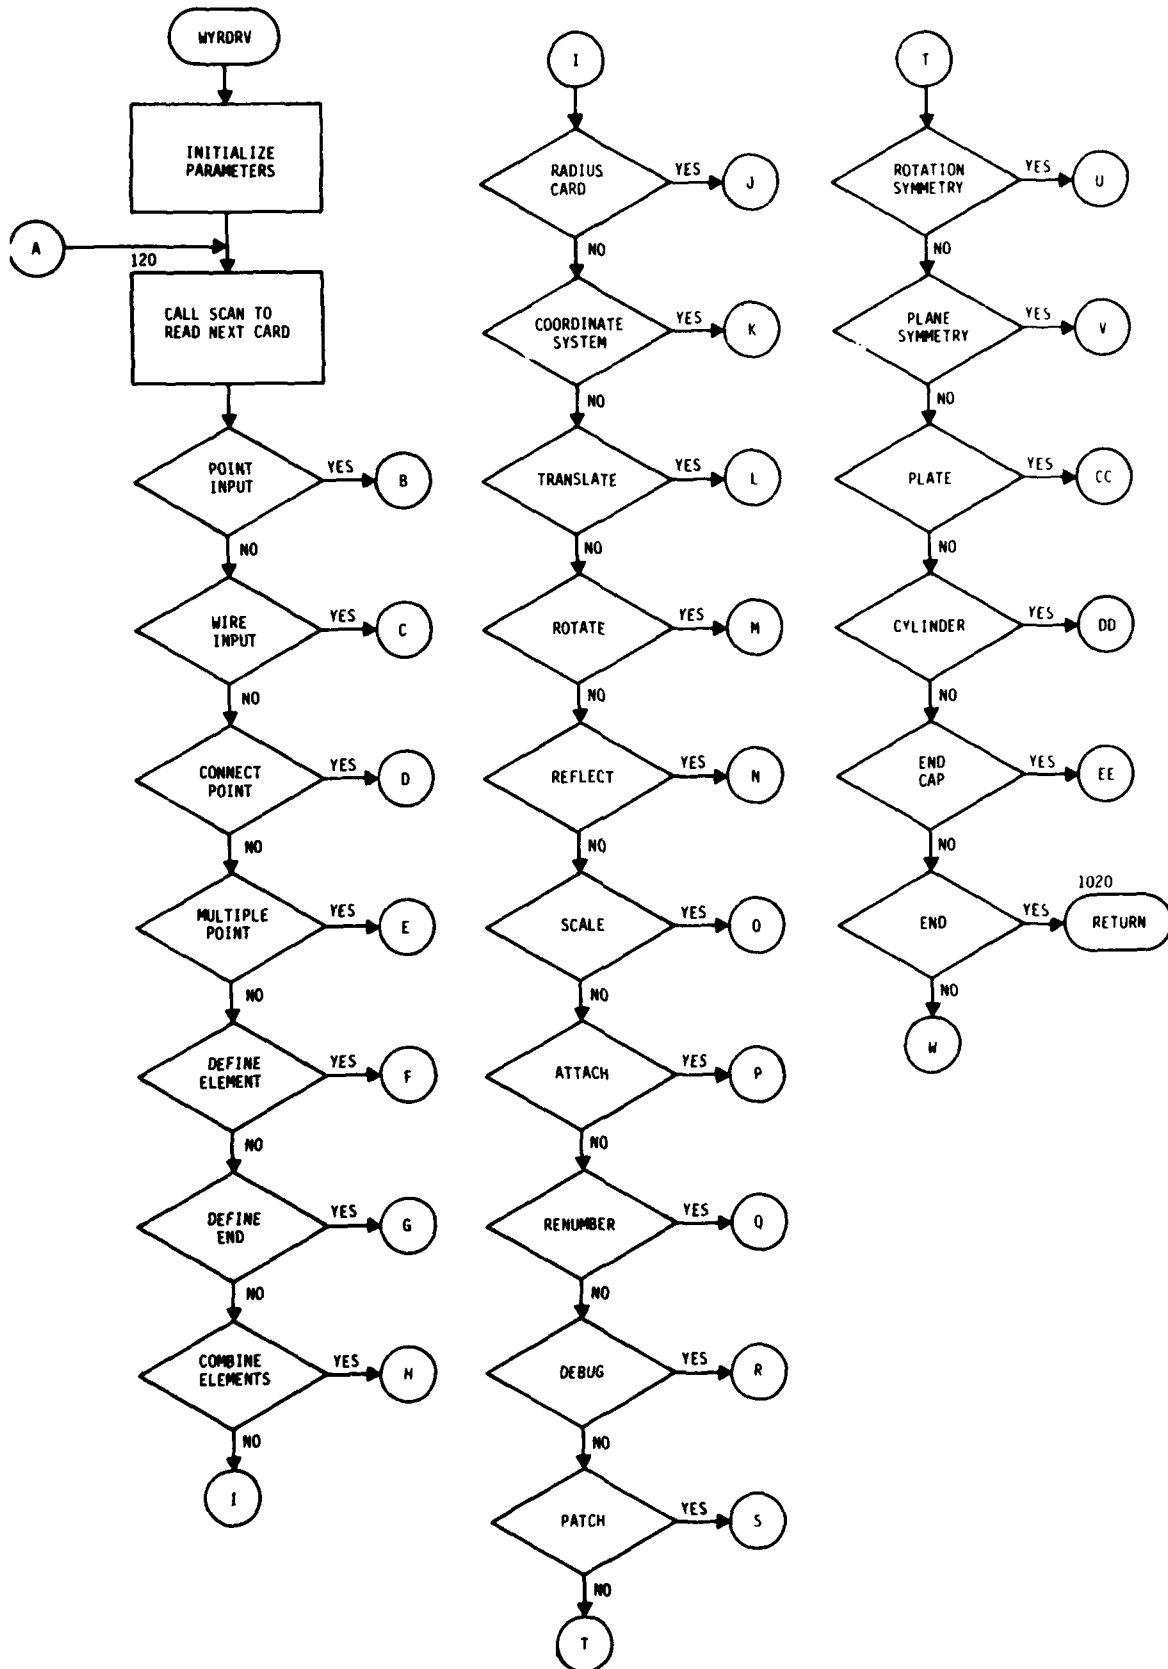 WYRDRV
INITIALIZE
PARAMETERS
A
120
CALL SCAN TO
READ NEXT CARD
POINT
INPUT
YES
B
NO
WIRE
INPUT
YES
C
NO
CONNECT
POINT
YES
D
NO
MULTIPLE
POINT
YES
E
NO
DEFINE
ELEMENT
YES
F
NO
DEFINE
END
YES
G
NO
COMBINE
ELEMENTS
YES
H
NO
I
I
RADIUS
CARD
YES
J
NO
COORDINATE
SYSTEM
YES
K
NO
TRANSLATE
YES
L
NO
ROTATE
YES
M
NO
REFLECT
YES
N
NO
SCALE
YES
O
NO
ATTACH
YES
P
NO
RENUMBER
YES
Q
NO
DEBUG
YES
R
NO
PATCH
YES
S
NO
T
T
ROTATION
SYMMETRY
YES
U
NO
PLANE
SYMMETRY
YES
V
NO
PLATE
YES
CC
NO
CYLINDER
YES
DD
NO
END
CAP
YES
EE
NO
END
YES
1020
RETURN
NO
W